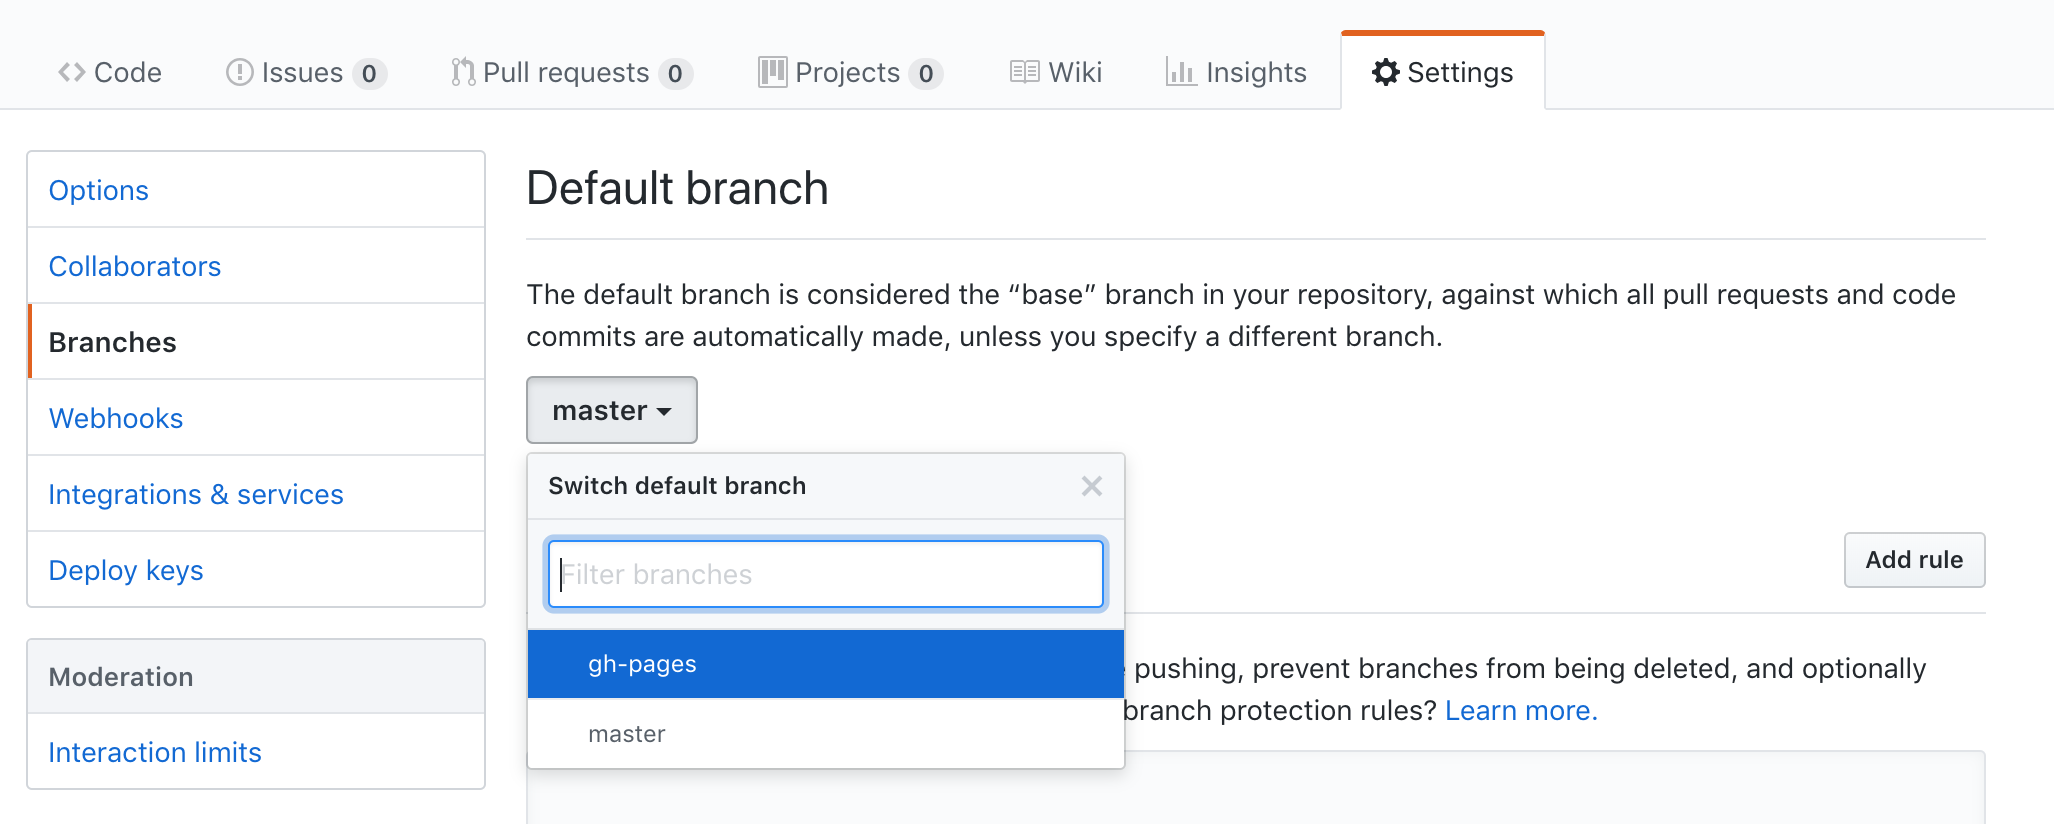 Code Issues 0 Pull requests 0 Projects 0 Wiki Insights Settings
Options
Collaborators
Branches
Webhooks
Integrations & services
Deploy keys
Moderation
Interaction limits
Default branch
The default branch is considered the “base” branch in your repository, against which all pull requests and code
commits are automatically made, unless you specify a different branch.
master
Switch default branch
Filter branches
gh-pages
master
Add rule
pushing, prevent branches from being deleted, and optionally
branch protection rules? Learn more.